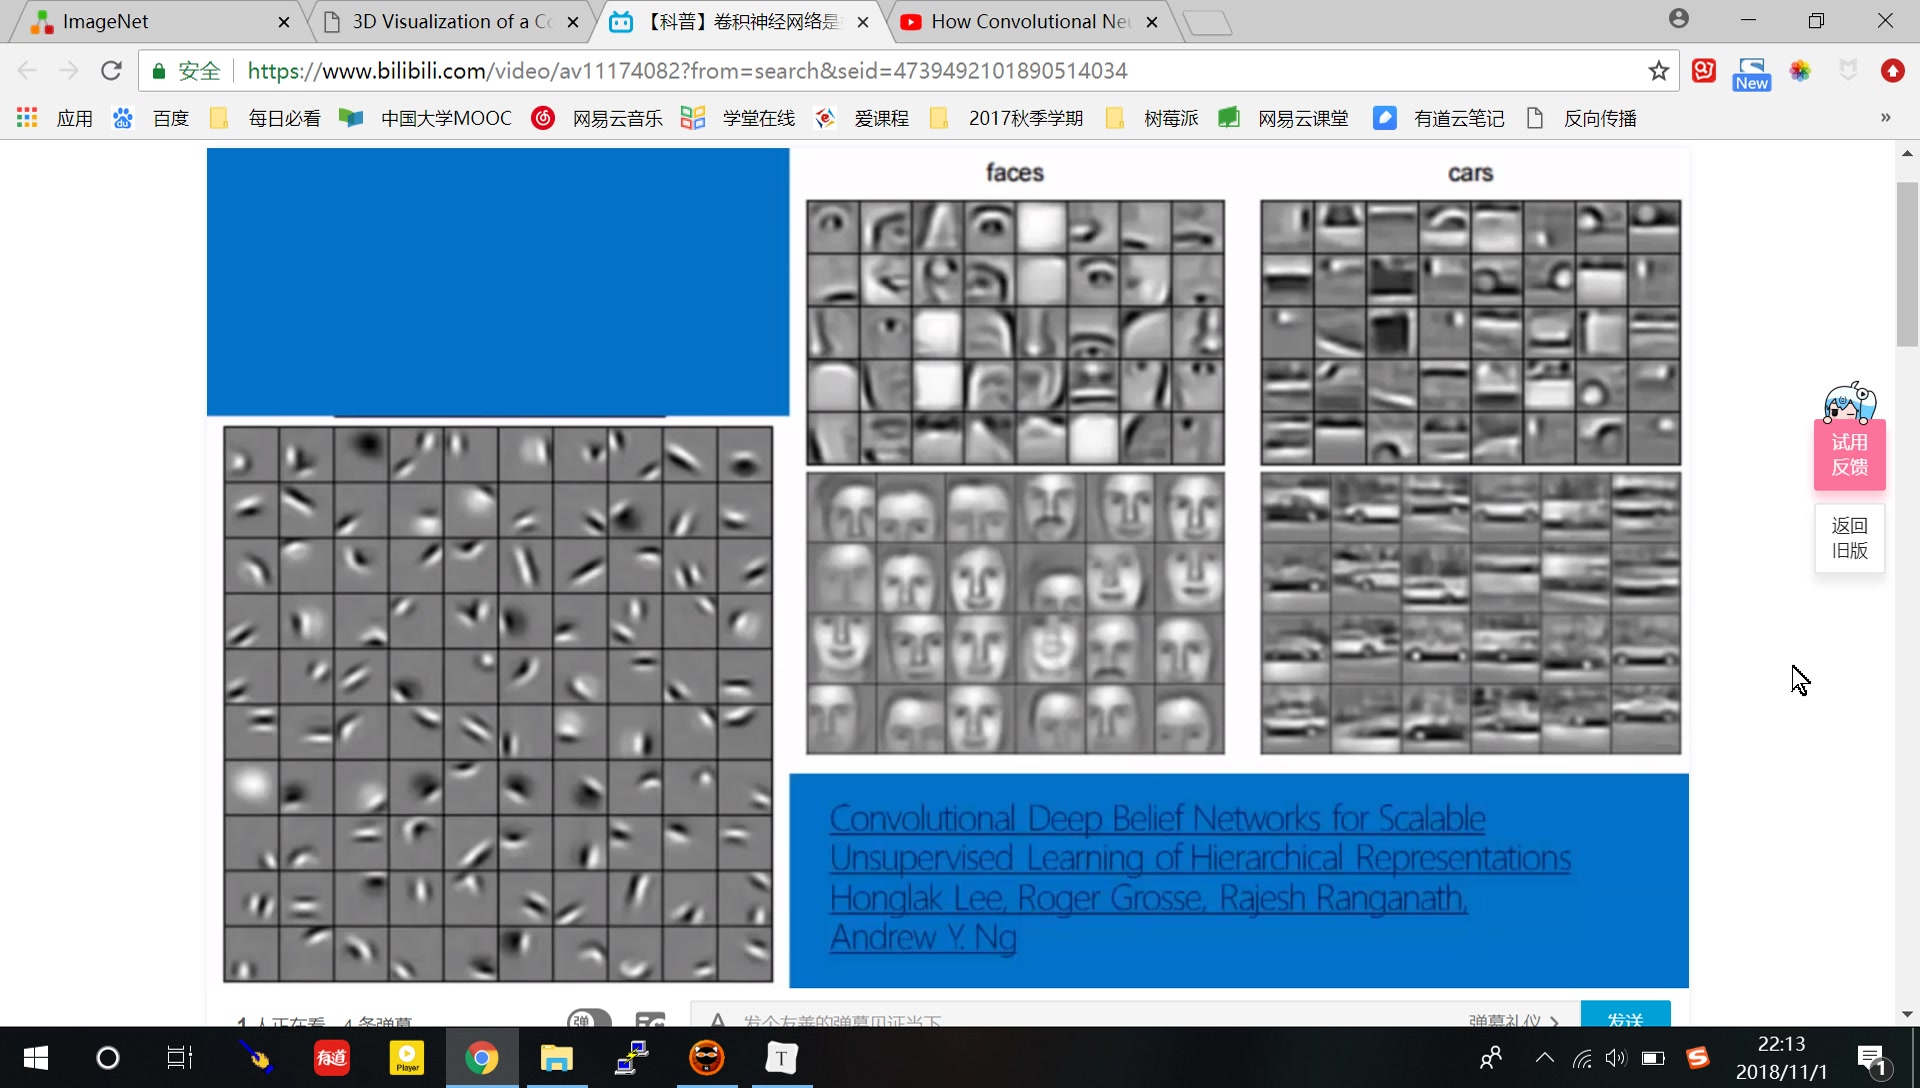 ImageNet
3D Visualization of a Co
【科普】卷积神经网络是
How Convolutional Neu
安全
https://www.bilibili.com/video/av11174082?from=search&seid=4739492101890514034
New
应用
百度
每日必看
中国大学MOOC
网易云音乐
学堂在线
爱课程
2017秋季学期
树莓派
网易云课堂
有道云笔记
反向传播
»
faces
cars
试用
反馈
返回
旧版
Convolutional Deep Belief Networks for Scalable
Unsupervised Learning of Hierarchical Representations
Honglak Lee, Roger Grosse, Rajesh Ranganath,
Andrew Y. Ng
1 人正在看 4 条弹幕
弹
A
发个友善的弹幕见证当下
弹幕礼仪 >
发送
有道
Player
T
S
22:13
2018/11/1
1